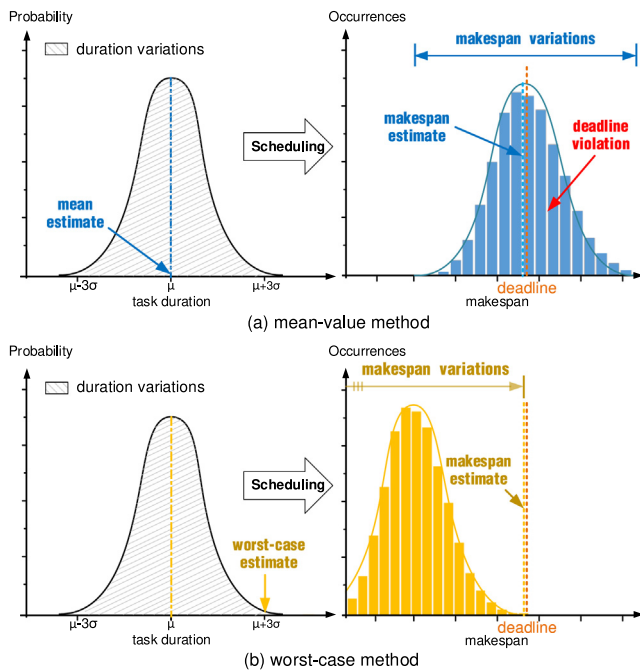 Probability
duration variations
mean
estimate
μ-3σ
μ
μ+3σ
task duration
Scheduling
Occurrences
makespan variations
makespan
estimate
deadline
violation
deadline
makespan
(a) mean-value method
Probability
duration variations
worst-case
estimate
μ-3σ
μ
μ+3σ
task duration
Scheduling
Occurrences
makespan variations
makespan
estimate
deadline
makespan
(b) worst-case method